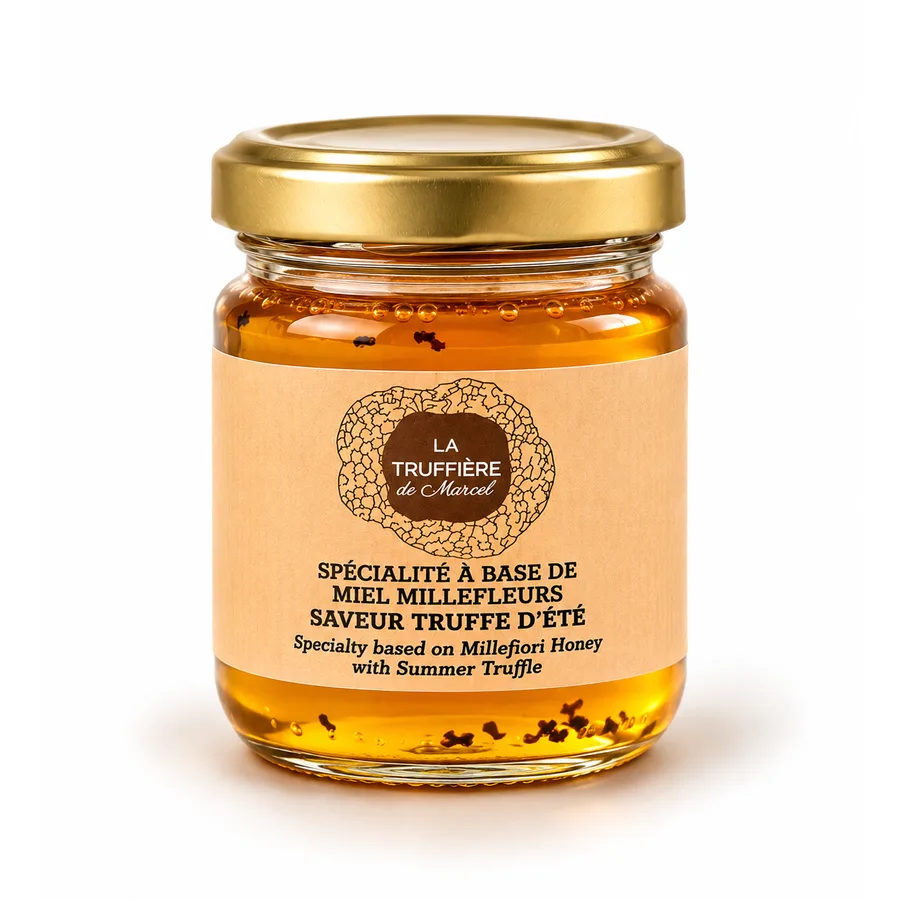 LA
TRUFFIÈRE
de Marcel
SPÉCIALITÉ À BASE DE
MIEL MILLEFLEURS
SAVEUR TRUFFE D’ÉTÉ
Specialty based on Millefiori Honey
with Summer Truffle